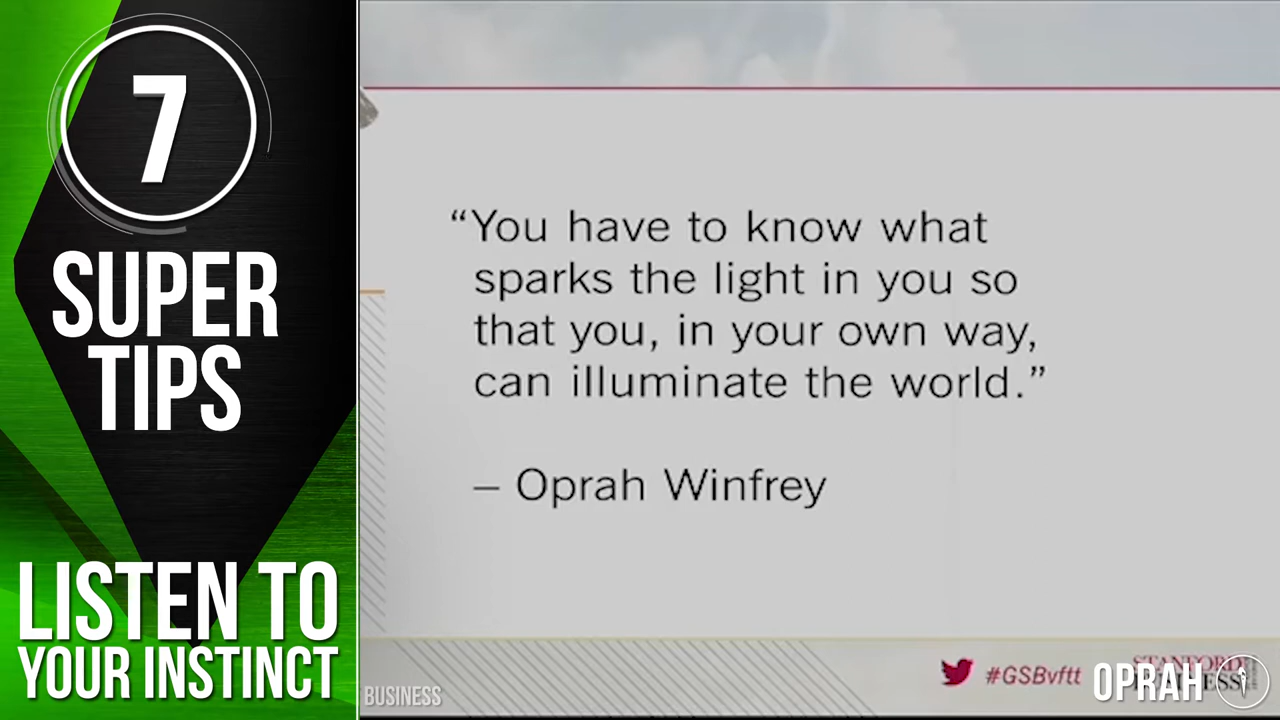 7
SUPER
TIPS
LISTEN TO
YOUR INSTINCT
“You have to know what
sparks the light in you so
that you, in your own way,
can illuminate the world.”
– Oprah Winfrey
BUSINESS
#GSBvftt
STANFORD
OPRAH